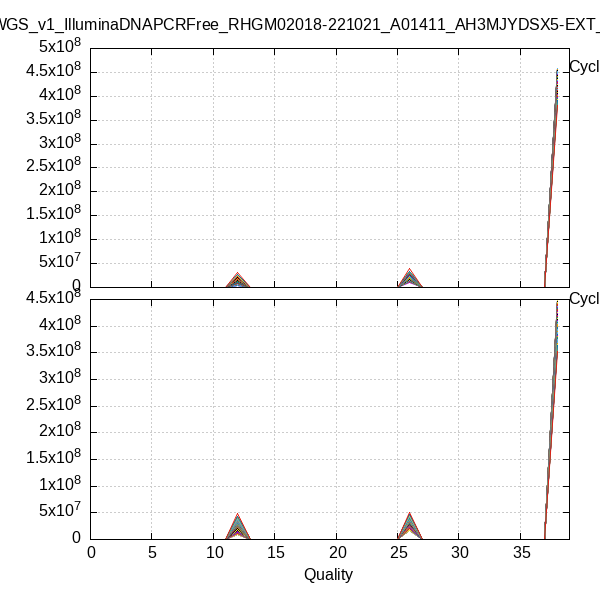 WGS_v1_IlluminaDNAPCRFree_RHGM02018-221021_A01411_AH3MJYDSX5-EXT_
5x10^8
4.5x10^8
4x10^8
3.5x10^8
3x10^8
2.5x10^8
2x10^8
1.5x10^8
1x10^8
5x10^7
0
Cycl
4.5x10^8
4x10^8
3.5x10^8
3x10^8
2.5x10^8
2x10^8
1.5x10^8
1x10^8
5x10^7
0
Cycl
0 5 10 15 20 25 30 35
Quality